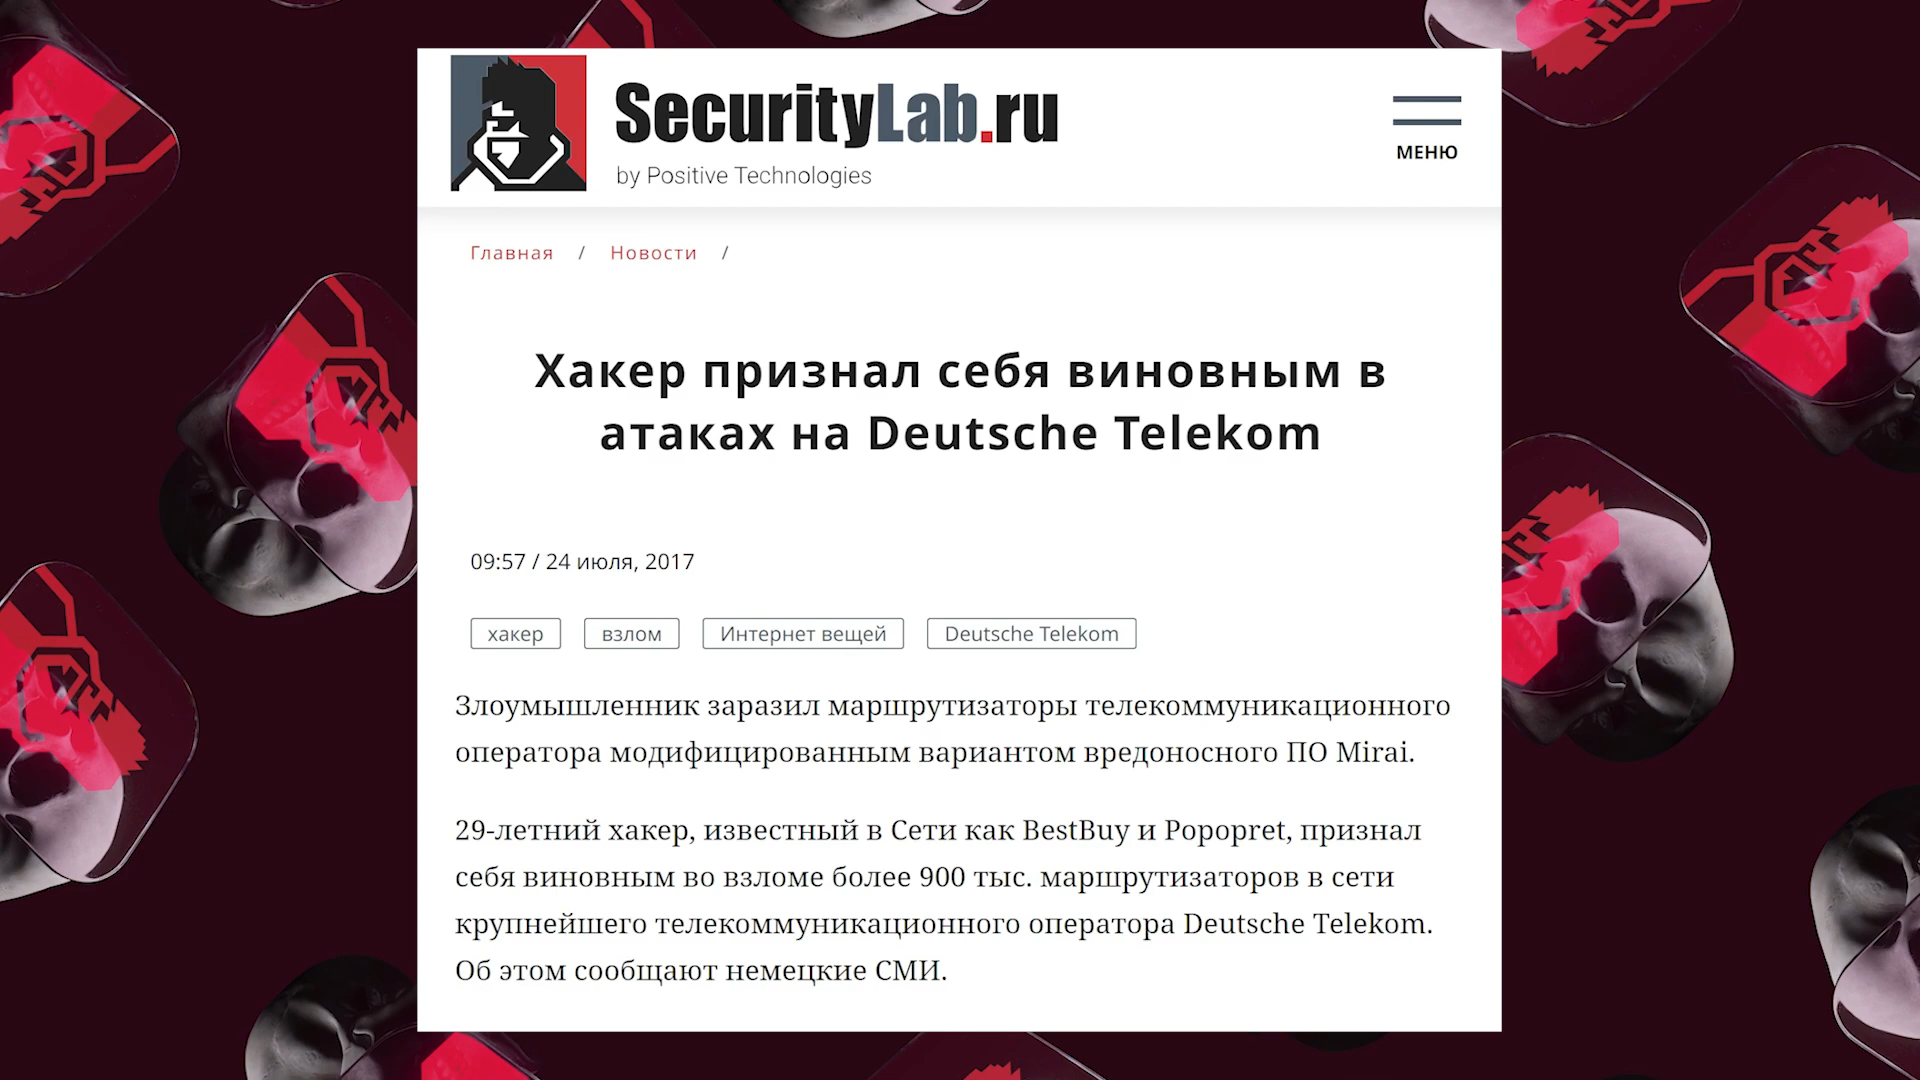 SecurityLab.ru
by Positive Technologies
МЕНЮ
Главная / Новости /
Хакер признал себя виновным в
атаках на Deutsche Telekom
09:57 / 24 июля, 2017
хакер взлом Интернет вещей Deutsche Telekom
Злоумышленник заразил маршрутизаторы телекоммуникационного
оператора модифицированным вариантом вредоносного ПО Mirai.
29-летний хакер, известный в Сети как BestBuy и Popopret, признал
себя виновным во взломе более 900 тыс. маршрутизаторов в сети
крупнейшего телекоммуникационного оператора Deutsche Telekom.
Об этом сообщают немецкие СМИ.